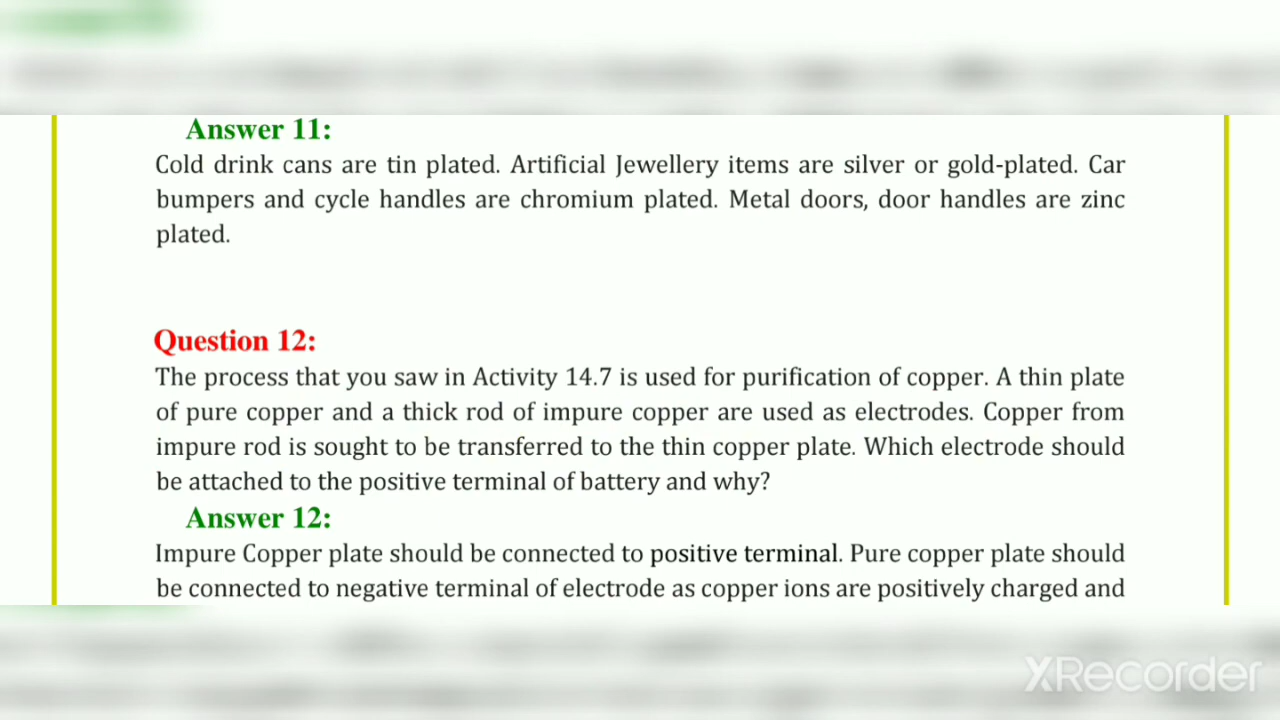 Answer 11:
Cold drink cans are tin plated. Artificial Jewellery items are silver or gold-plated. Car
bumpers and cycle handles are chromium plated. Metal doors, door handles are zinc
plated.
Question 12:
The process that you saw in Activity 14.7 is used for purification of copper. A thin plate
of pure copper and a thick rod of impure copper are used as electrodes. Copper from
impure rod is sought to be transferred to the thin copper plate. Which electrode should
be attached to the positive terminal of battery and why?
Answer 12:
Impure Copper plate should be connected to positive terminal. Pure copper plate should
be connected to negative terminal of electrode as copper ions are positively charged and
XRecorder